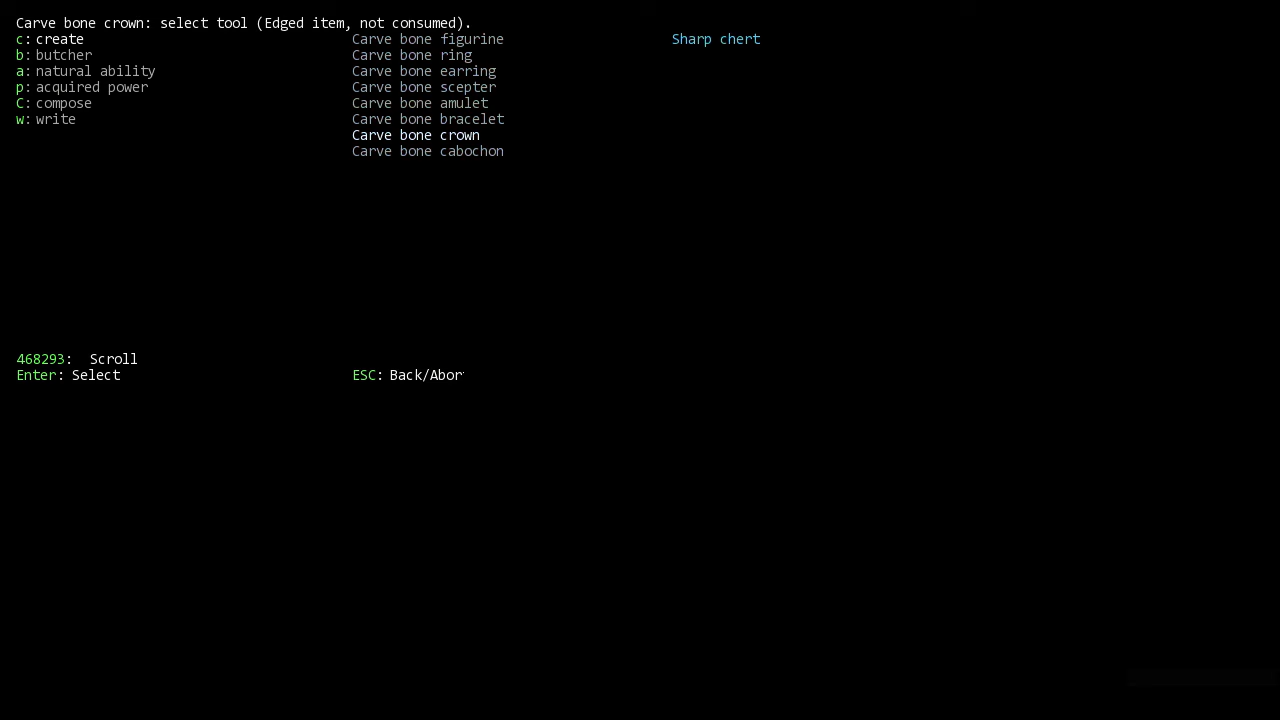 Carve bone crown: select tool (Edged item, not consumed).
c: create Carve bone figurine Sharp chert
b: butcher Carve bone ring
a: natural ability Carve bone earring
p: acquired power Carve bone scepter
C: compose Carve bone amulet
w: write Carve bone bracelet
Carve bone crown
Carve bone cabochon
468293: Scroll
Enter: Select ESC: Back/Abor